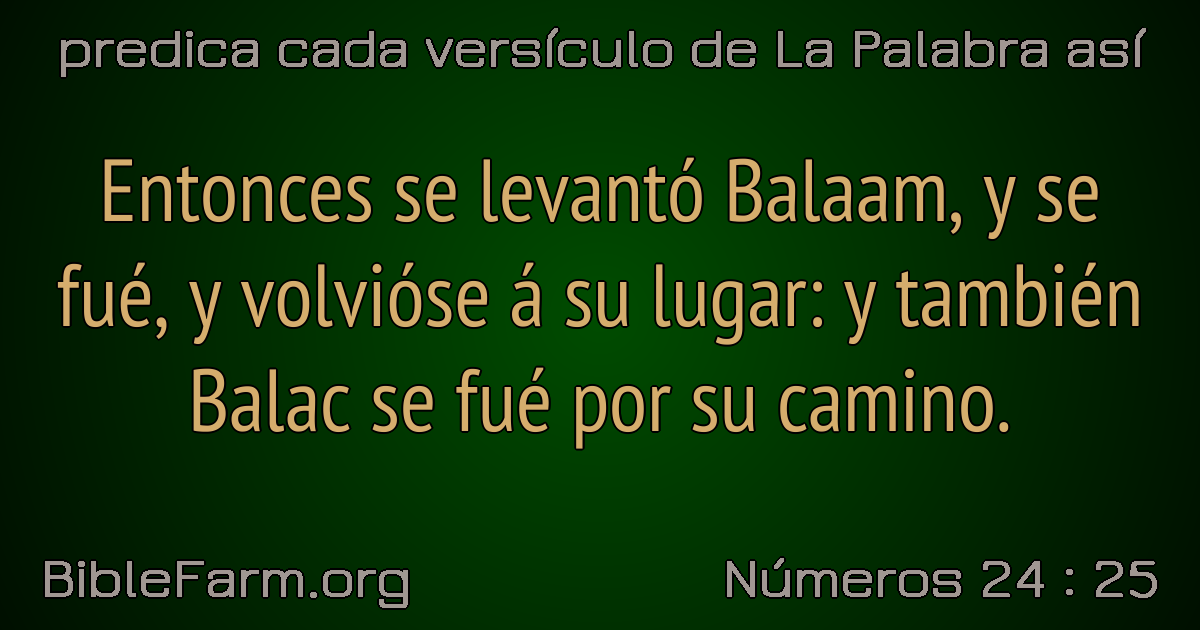 predica cada versículo de La Palabra así
Entonces se levantó Balaam, y se
fué, y volvióse á su lugar: y también
Balac se fué por su camino.
BibleFarm.org
Números 24 : 25